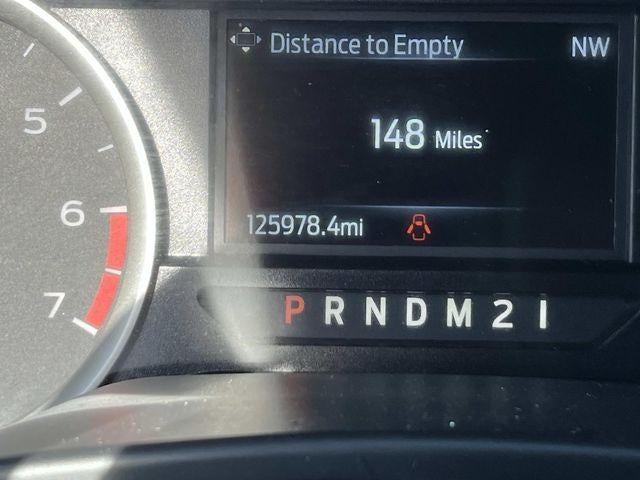 Distance to Empty NW
148 Miles
125978.4mi
5
6
7
P R N D M 2 1